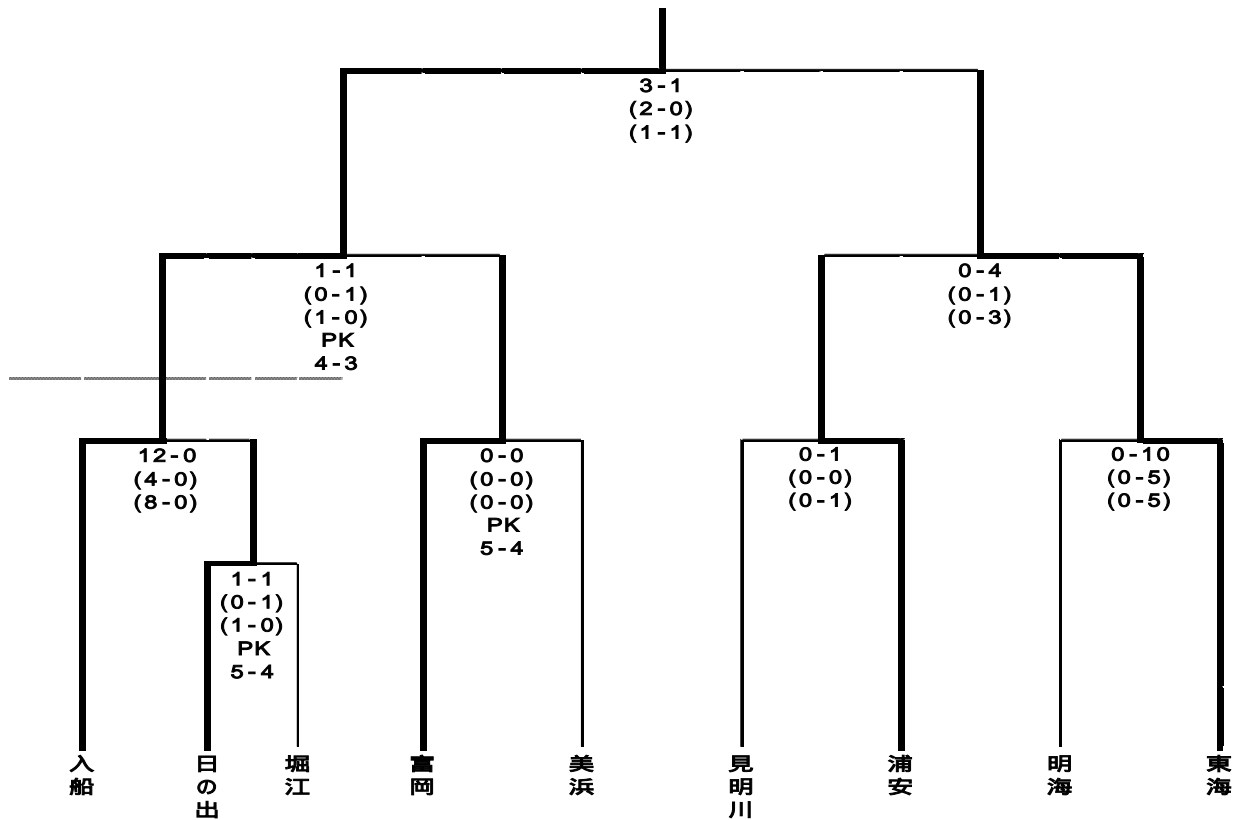 3-1
(2-0)
(1-1)
1-1
(0-1)
(1-0)
PK
4-3
0-4
(0-1)
(0-3)
12-0
(4-0)
(8-0)
0-0
(0-0)
(0-0)
PK
5-4
0-1
(0-0)
(0-1)
0-10
(0-5)
(0-5)
1-1
(0-1)
(1-0)
PK
5-4
入船
日の出
堀江
富岡
美浜
見明川
浦安
明海
東海